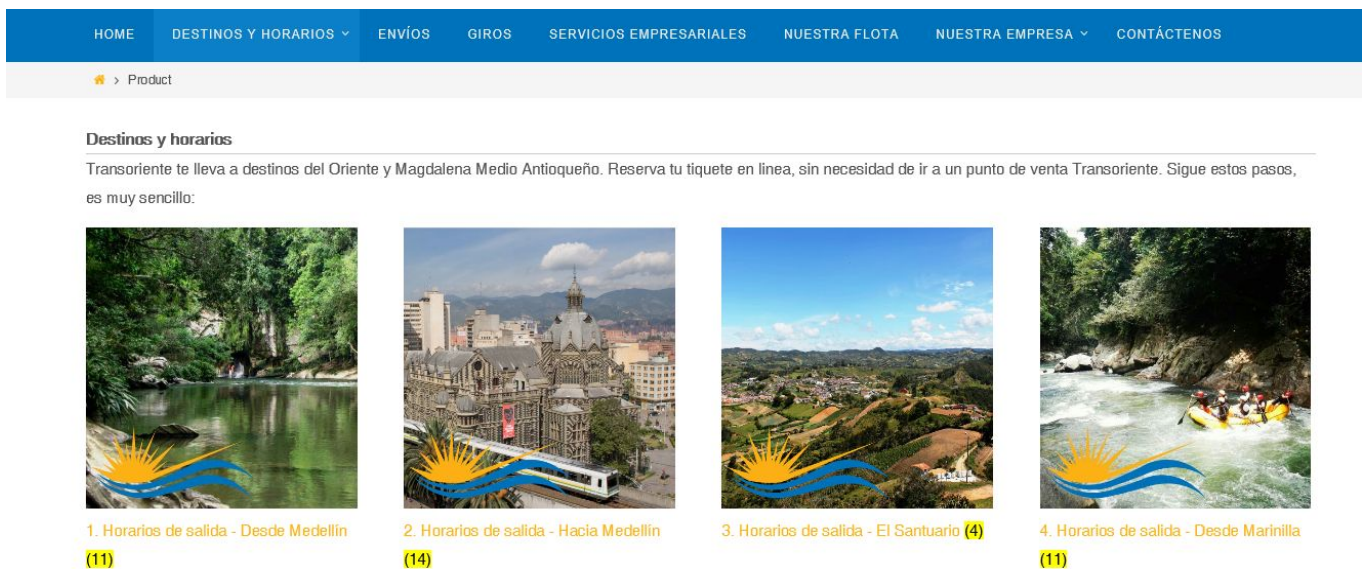 HOME DESTINOS Y HORARIOS ENVÍOS GIROS SERVICIOS EMPRESARIALES NUESTRA FLOTA NUESTRA EMPRESA CONTÁCTENOS
> Product
Destinos y horarios
Transoriente te lleva a destinos del Oriente y Magdalena Medio Antioqueño. Reserva tu tiquete en linea, sin necesidad de ir a un punto de venta Transoriente. Sigue estos pasos,
es muy sencillo:
1. Horarios de salida - Desde Medellín
(11)
2. Horarios de salida - Hacia Medellín
(14)
3. Horarios de salida - El Santuario (4)
4. Horarios de salida - Desde Marinilla
(11)